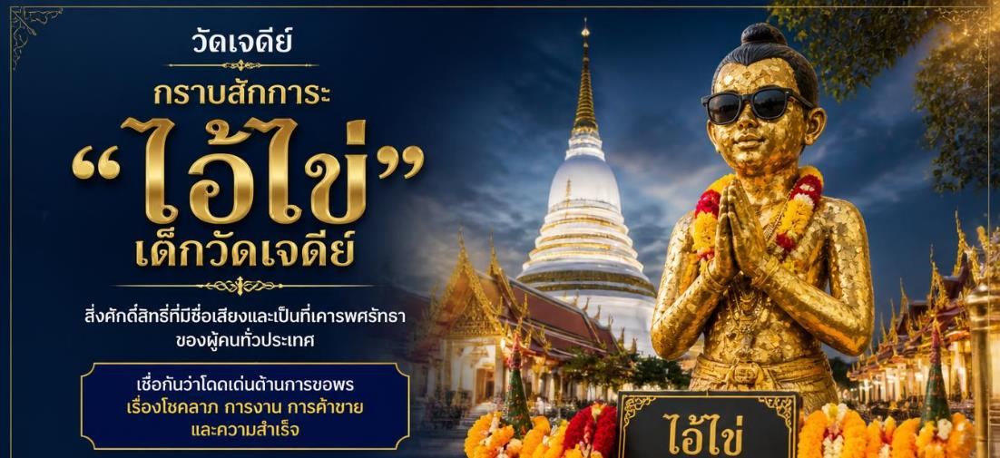 วัดเจดีย์
กราบสักการะ
“ไอ้ไข่”
เด็กวัดเจดีย์
สิ่งศักดิ์สิทธิ์ที่มีชื่อเสียงและเป็นที่เคารพศรัทธา
ของผู้คนทั่วประเทศ
เชื่อกันว่าโดดเด่นด้านการขอพร
เรื่องโชคลาภ การงาน การค้าขาย
และความสำเร็จ
ไอ้ไข่